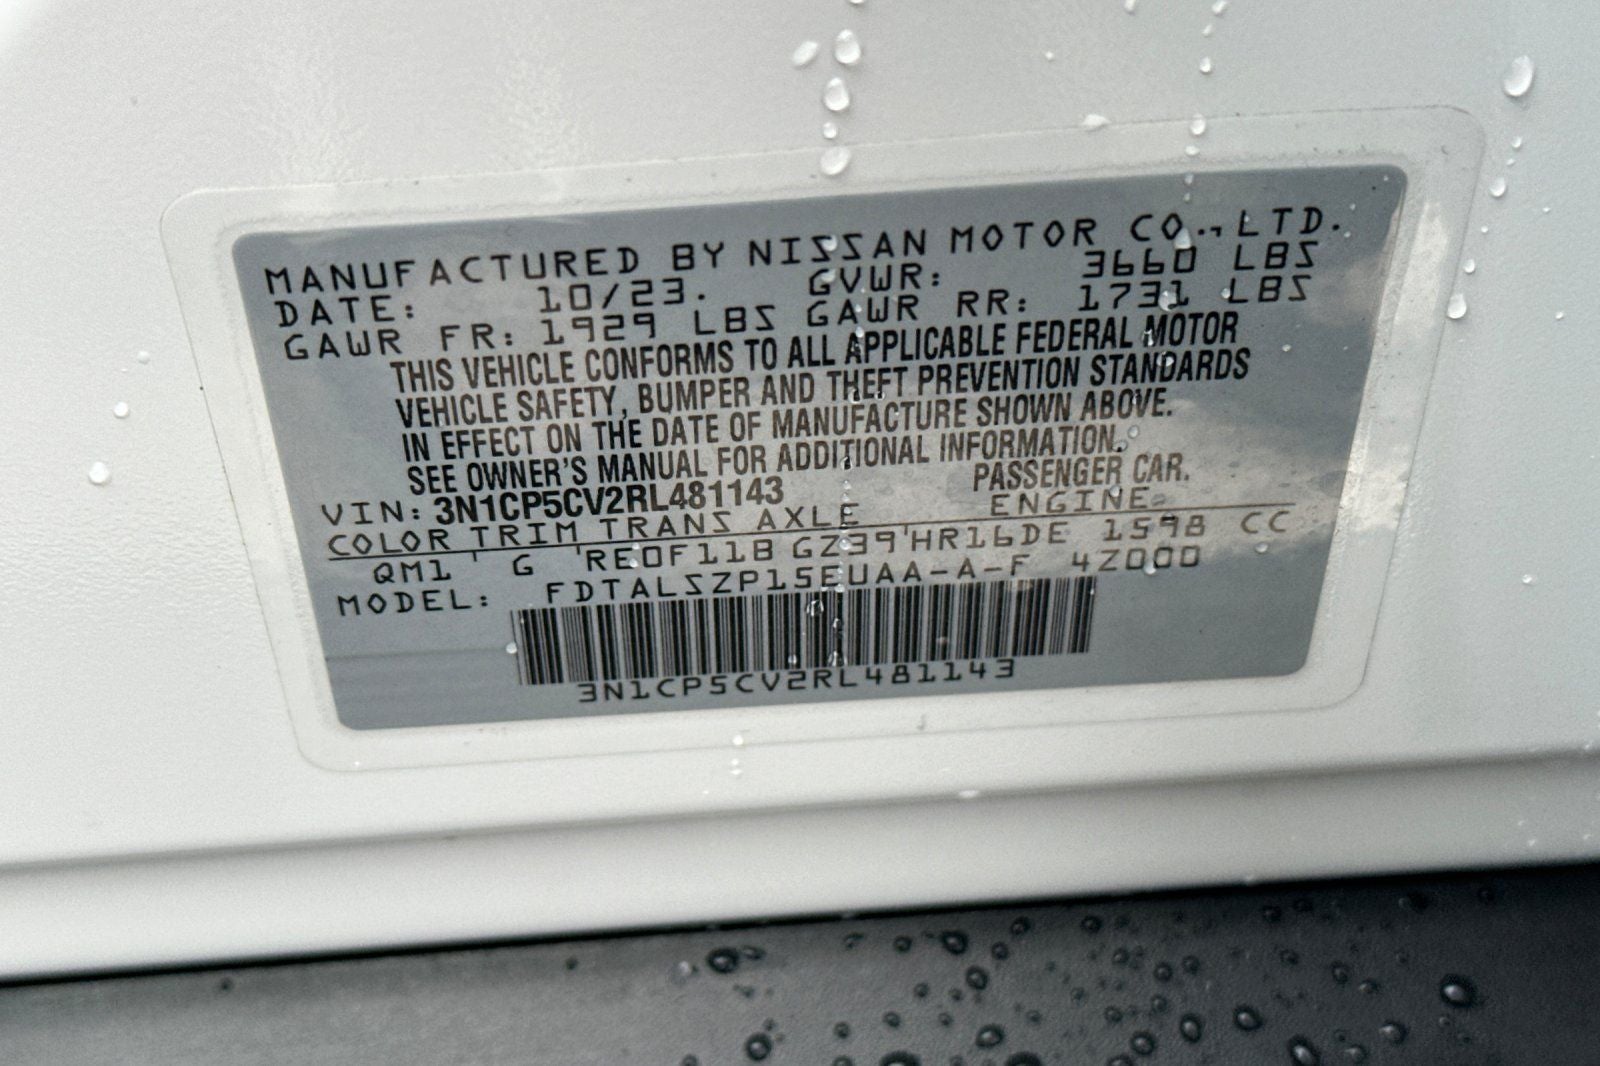 MANUFACTURED BY NISSAN MOTOR CO., LTD.
DATE: 10/23. GVWR: 3660 LBS
GAWR FR: 1929 LBS GAWR RR: 1731 LBS
THIS VEHICLE CONFORMS TO ALL APPLICABLE FEDERAL MOTOR
VEHICLE SAFETY, BUMPER AND THEFT PREVENTION STANDARDS
IN EFFECT ON THE DATE OF MANUFACTURE SHOWN ABOVE.
SEE OWNER'S MANUAL FOR ADDITIONAL INFORMATION.
VIN: 3N1CP5CV2RL481143 PASSENGER CAR.
COLOR TRIM TRANS AXLE ENGINE
QM1 ' G 'RE0F11B GZ39'HR16DE 1598 CC
MODEL: FDTALSZP15EUAA-A-F 4Z000
3N1CP5CV2RL481143